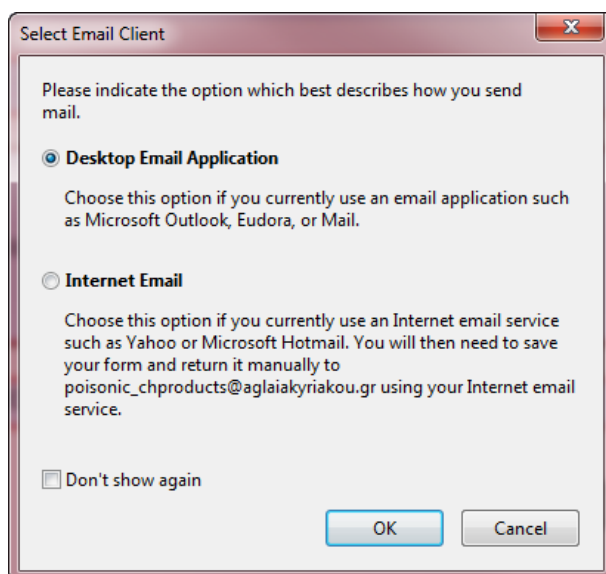 Select Email Client
Please indicate the option which best describes how you send
mail.
Desktop Email Application
Choose this option if you currently use an email application such
as Microsoft Outlook, Eudora, or Mail.
Internet Email
Choose this option if you currently use an Internet email service
such as Yahoo or Microsoft Hotmail. You will then need to save
your form and return it manually to
poisonic_chproducts@aglaiakyriakou.gr using your Internet email
service.
Don't show again
OK
Cancel